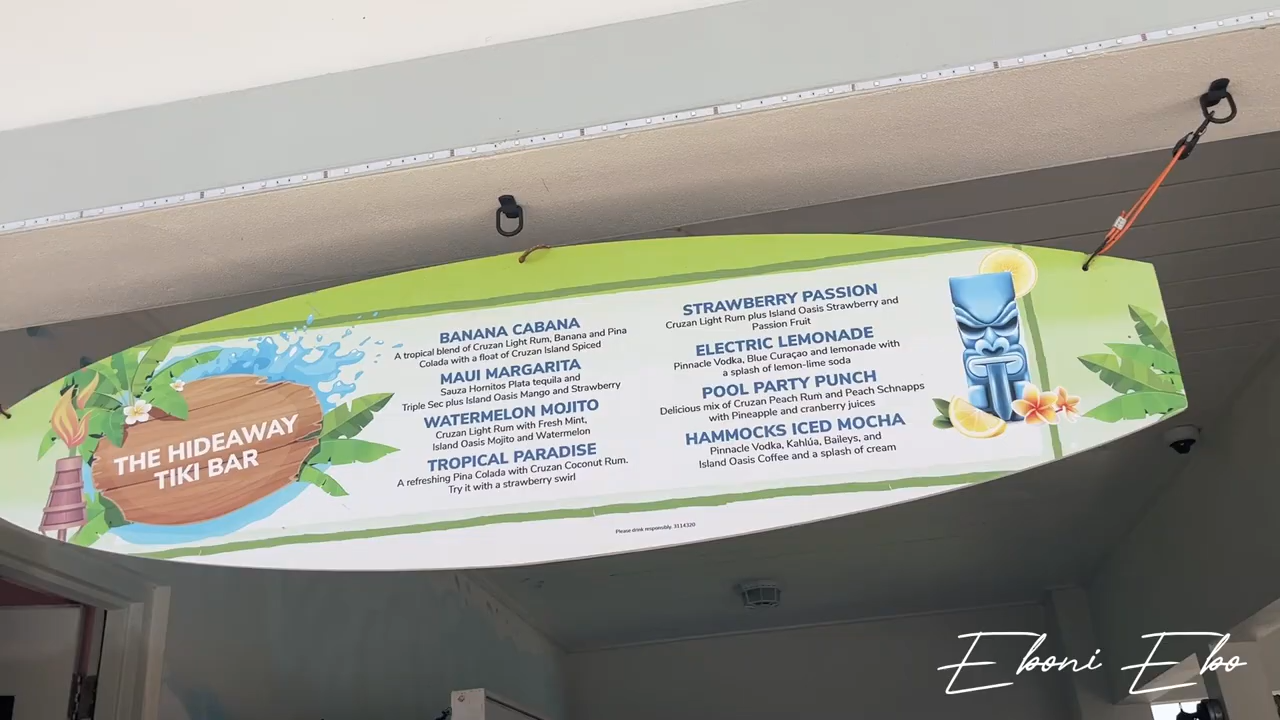 THE HIDEAWAY
TIKI BAR
BANANA CABANA
A tropical blend of Cruzan Light Rum, Banana and Pina
Colada with a float of Cruzan Island Spiced
MAUI MARGARITA
Sauza Hornitos Plata tequila and
Triple Sec plus Island Oasis Mango and Strawberry
WATERMELON MOJITO
Cruzan Light Rum with Fresh Mint,
Island Oasis Mojito and Watermelon
TROPICAL PARADISE
A refreshing Pina Colada with Cruzan Coconut Rum.
Try it with a strawberry swirl
STRAWBERRY PASSION
Cruzan Light Rum plus Island Oasis Strawberry and
Passion Fruit
ELECTRIC LEMONADE
Pinnacle Vodka, Blue Curaçao and lemonade with
a splash of lemon-lime soda
POOL PARTY PUNCH
Delicious mix of Cruzan Peach Rum and Peach Schnapps
with Pineapple and cranberry juices
HAMMOCKS ICED MOCHA
Pinnacle Vodka, Kahlúa, Baileys, and
Island Oasis Coffee and a splash of cream
Please drink responsibly. 3114320
Eboni Ebo